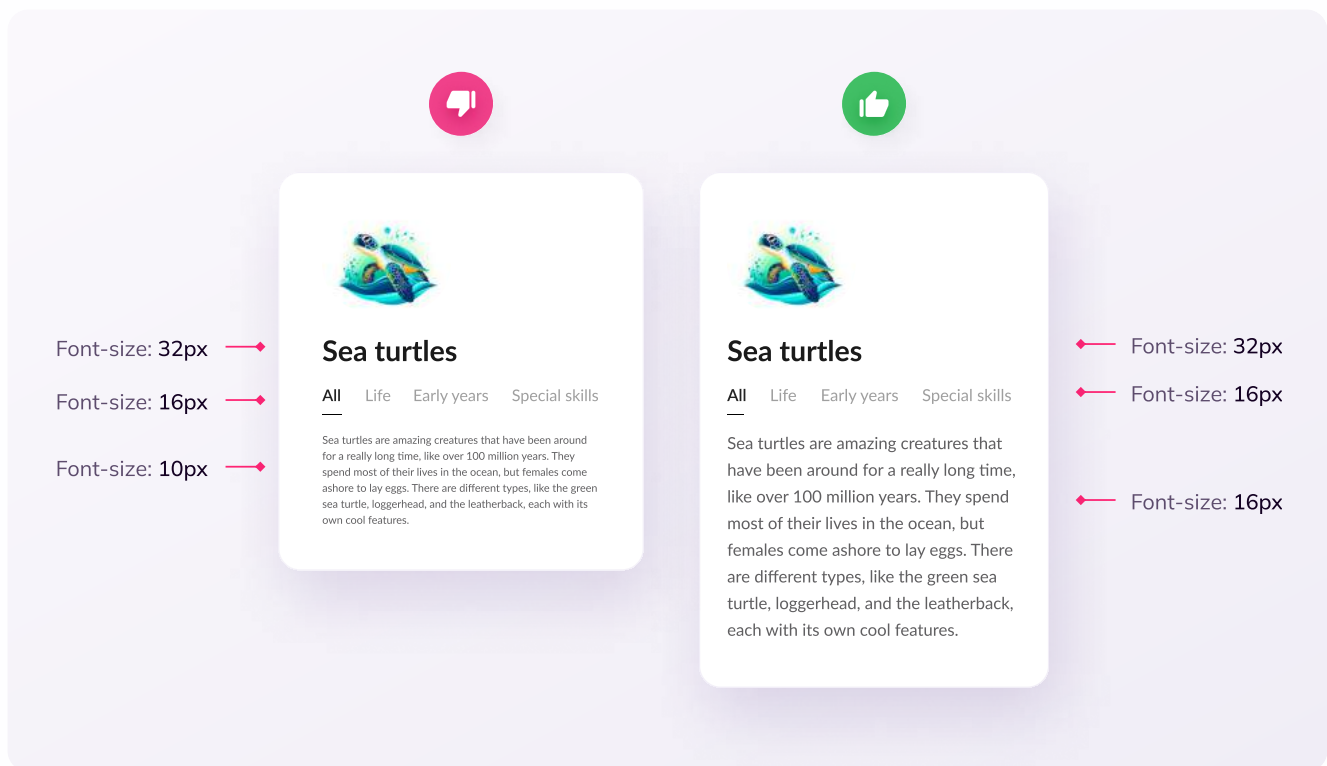 Font-size: 32px
Font-size: 16px
Font-size: 10px
Sea turtles
All Life Early years Special skills
Sea turtles are amazing creatures that have been around
for a really long time, like over 100 million years. They
spend most of their lives in the ocean, but females come
ashore to lay eggs. There are different types, like the green
sea turtle, loggerhead, and the leatherback, each with its
own cool features.
Sea turtles
All Life Early years Special skills
Sea turtles are amazing creatures that
have been around for a really long time,
like over 100 million years. They spend
most of their lives in the ocean, but
females come ashore to lay eggs. There
are different types, like the green sea
turtle, loggerhead, and the leatherback,
each with its own cool features.
Font-size: 32px
Font-size: 16px
Font-size: 16px